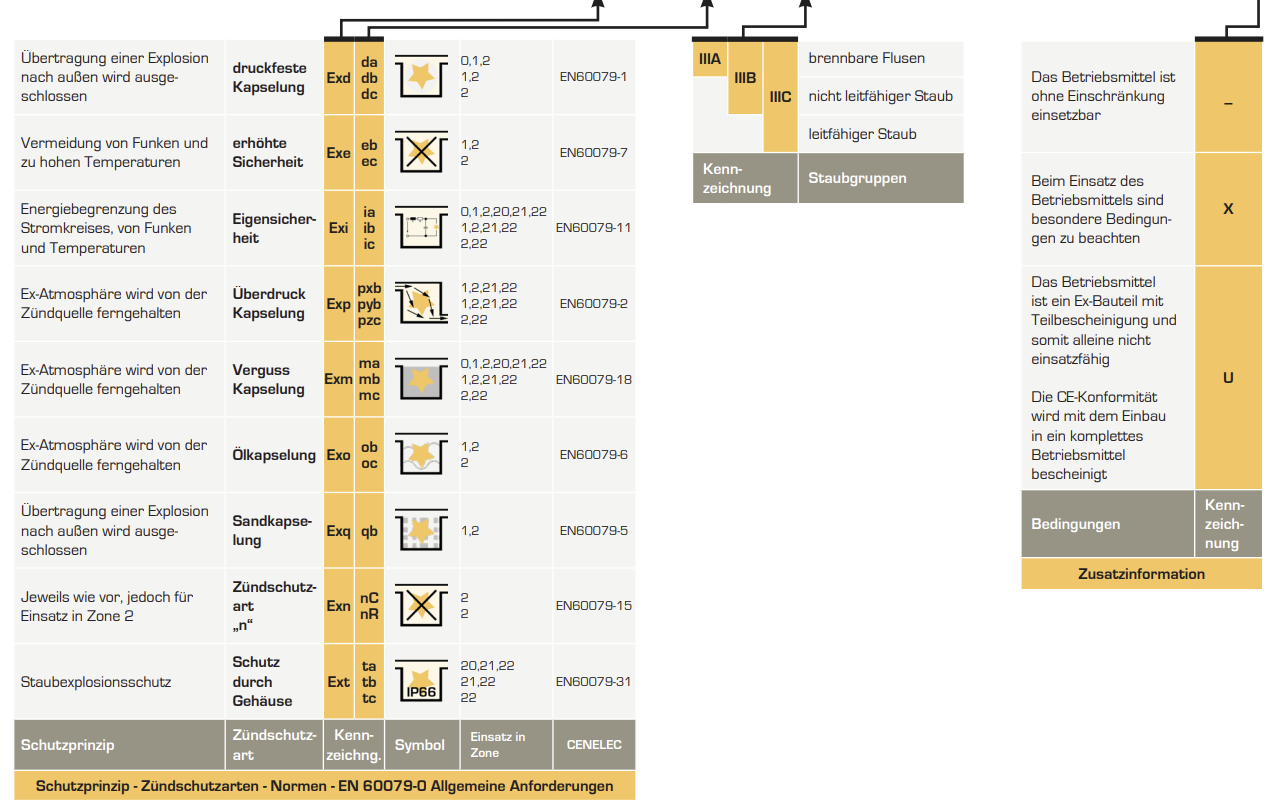 Übertragung einer Explosion
nach außen wird ausge-
schlossen
druckfeste
Kapselung
Exd
da
db
dc
0,1,2
1,2
2
EN60079-1
Vermeidung von Funken und
zu hohen Temperaturen
erhöhte
Sicherheit
Exe
eb
ec
1,2
2
EN60079-7
Energiebegrenzung des
Stromkreises, von Funken
und Temperaturen
Eigensicher-
heit
Exi
ia
ib
ic
0,1,2,20,21,22
1,2,21,22
2,22
EN60079-11
Ex-Atmosphäre wird von der
Zündquelle ferngehalten
Überdruck
Kapselung
Exp
pxb
pyb
pzc
1,2,21,22
1,2,21,22
2,22
EN60079-2
Ex-Atmosphäre wird von der
Zündquelle ferngehalten
Verguss
Kapselung
Exm
ma
mb
mc
0,1,2,20,21,22
1,2,21,22
2,22
EN60079-18
Ex-Atmosphäre wird von der
Zündquelle ferngehalten
Ölkapselung
Exo
ob
oc
1,2
2
EN60079-6
Übertragung einer Explosion
nach außen wird ausge-
schlossen
Sandkapse-
lung
Exq
qb
1,2
EN60079-5
Jeweils wie vor, jedoch für
Einsatz in Zone 2
Zündschutz-
art
„n“
Exn
nC
nR
2
2
EN60079-15
Staubexplosionsschutz
Schutz
durch
Gehäuse
Ext
ta
tb
tc
IP66
20,21,22
21,22
22
EN60079-31
Schutzprinzip
Zündschutz-
art
Kenn-
zeichng.
Symbol
Einsatz in
Zone
CENELEC
Schutzprinzip - Zündschutzarten - Normen - EN 60079-0 Allgemeine Anforderungen
IIIA
IIIB
IIIC
brennbare Flusen
nicht leitfähiger Staub
leitfähiger Staub
Kenn-
zeichnung
Staubgruppen
Das Betriebsmittel ist
ohne Einschränkung
einsetzbar
–
Beim Einsatz des
Betriebsmittels sind
besondere Bedingun-
gen zu beachten
X
Das Betriebsmittel
ist ein Ex-Bauteil mit
Teilbescheinigung und
somit alleine nicht
einsatzfähig
Die CE-Konformität
wird mit dem Einbau
in ein komplettes
Betriebsmittel
bescheinigt
U
Bedingungen
Kenn-
zeich-
nung
Zusatzinformation